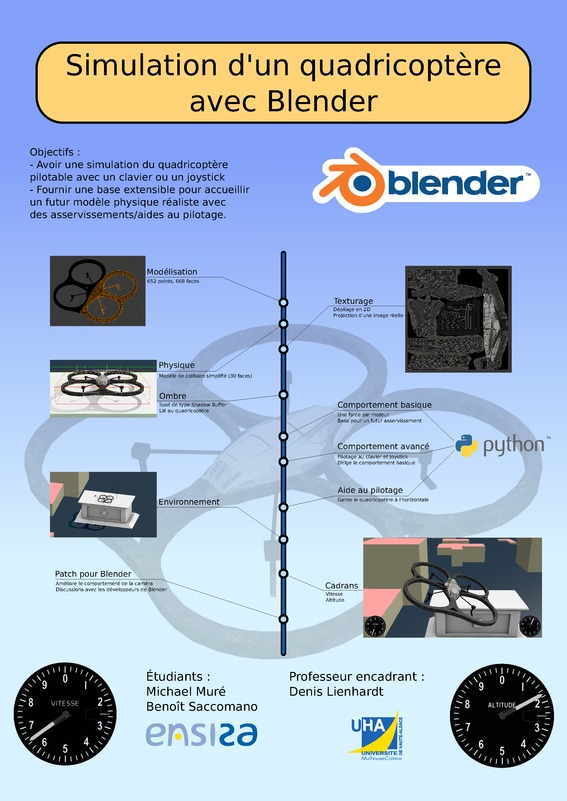 Simulation d'un quadricoptère
avec Blender
Objectifs :
- Avoir une simulation du quadricoptère
pilotable avec un clavier ou un joystick
- Fournir une base extensible pour accueillir
un futur modèle physique réaliste avec
des asservissements/aides au pilotage.
blender™
Modélisation
652 points, 668 faces
Texturage
Dépliage en 2D
Projection d'une image réelle
Physique
Modèle de collision simplifié (30 faces)
Ombre
Spot de type Shadow Buffer
Lié au quadricoptère
Comportement basique
Une force par moteur
Base pour un futur asservissement
Comportement avancé
Pilotage au clavier et joystick
Dirige le comportement basique
python™
Aide au pilotage
Garde le quadricoptère à l'horizontale
Environnement
Patch pour Blender
Améliore le comportement de la caméra
Discussions avec les développeurs de Blender
Cadrans
Vitesse
Altitude
Étudiants :
Michael Muré
Benoît Saccomano
ensisa
Professeur encadrant :
Denis Lienhardt
UHA
UNIVERSITÉ
DE HAUTE-ALSACE
Mulhouse-Colmar
VITESSE
0 1 2 3 4 5 6 7 8 9
ALTITUDE
0 1 2 3 4 5 6 7 8 9